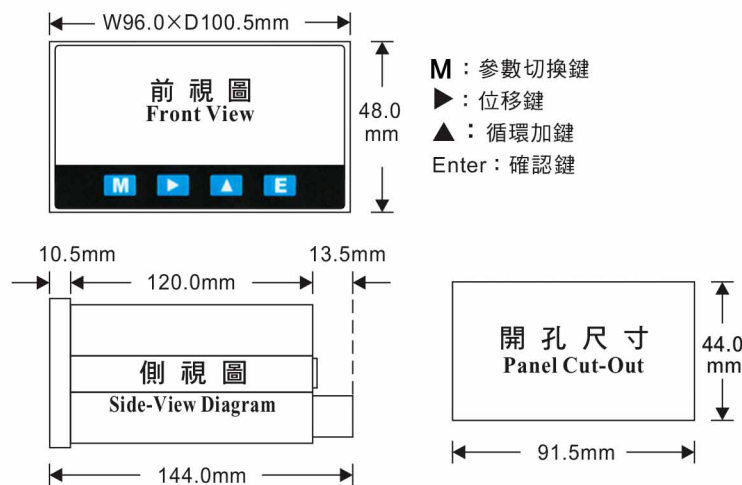 W96.0×D100.5mm
前視圖
Front View
48.0
mm
M
▶
▲
E
M：參數切換鍵
▶：位移鍵
▲：循環加鍵
Enter：確認鍵
10.5mm
120.0mm
13.5mm
側視圖
Side-View Diagram
144.0mm
開孔尺寸
Panel Cut-Out
44.0
mm
91.5mm